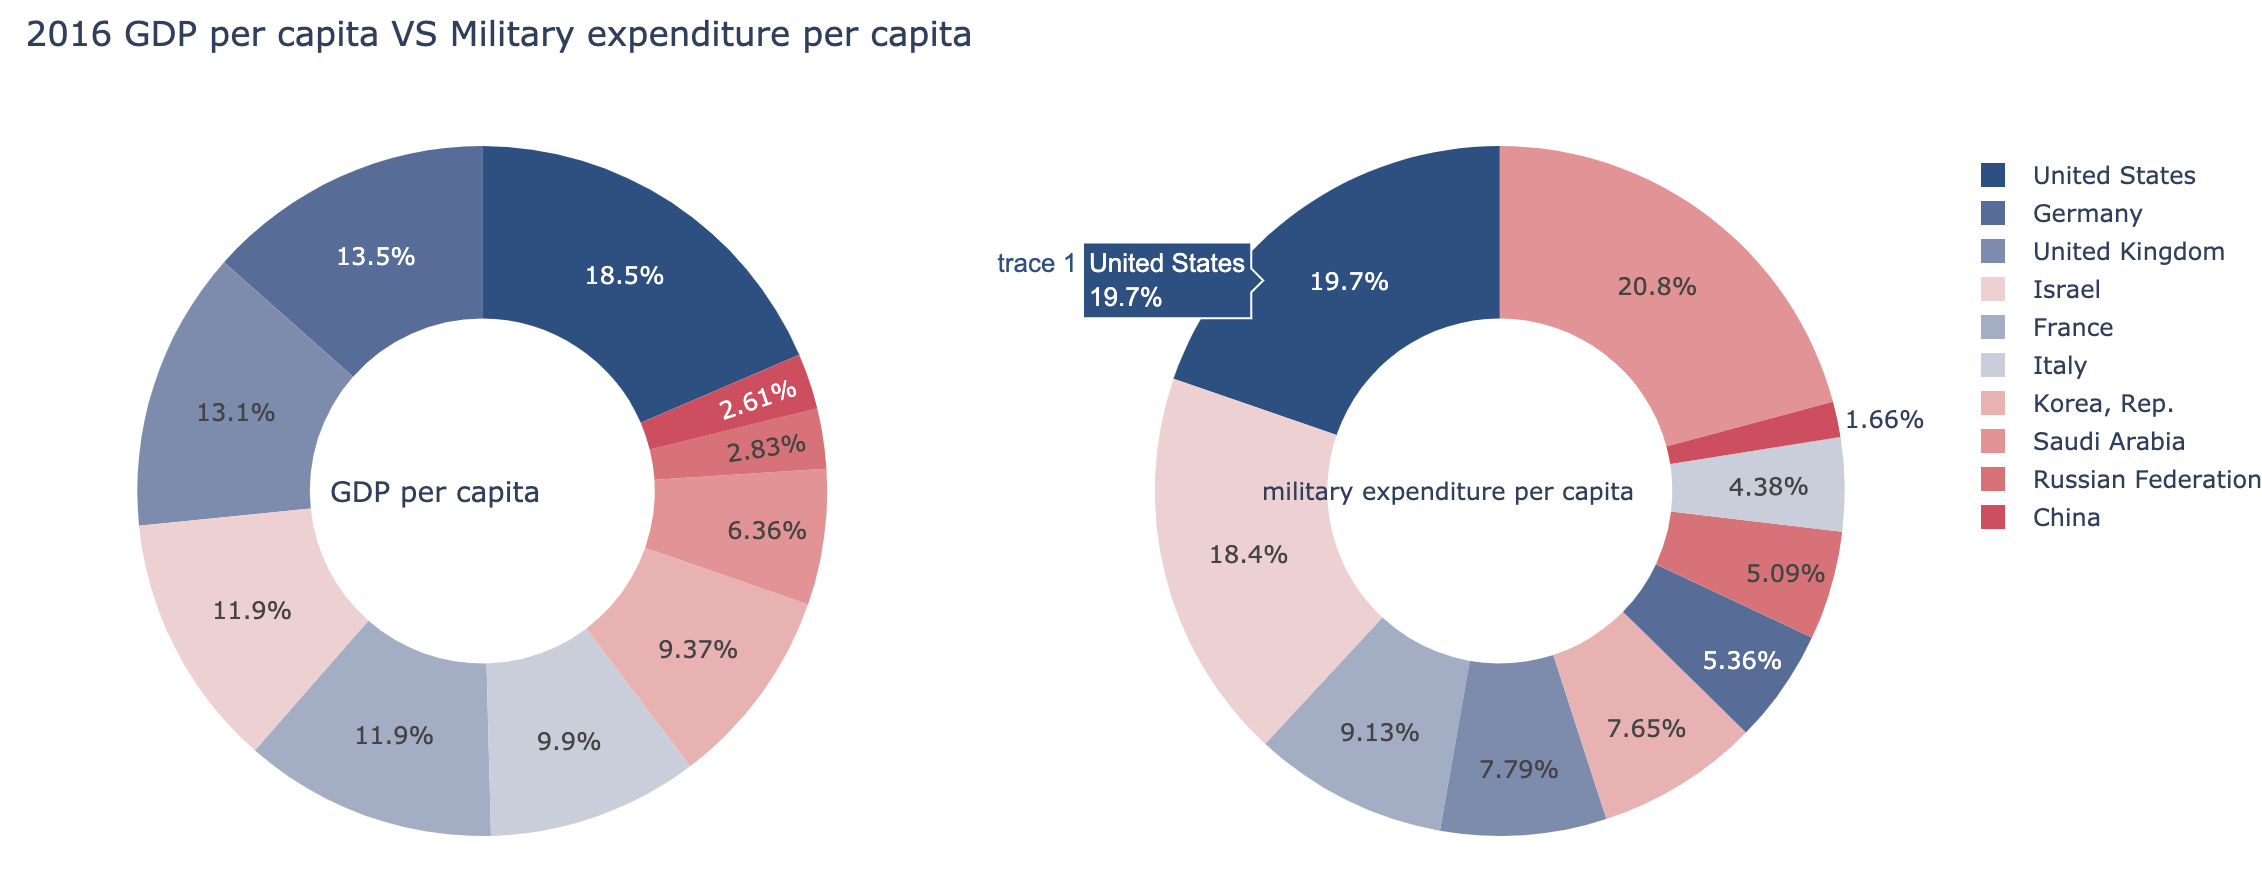 2016 GDP per capita VS Military expenditure per capita
13.5%
18.5%
13.1%
2.61%
2.83%
GDP per capita
6.36%
11.9%
9.37%
11.9%
9.9%
trace 1
United States
19.7%
19.7%
20.8%
1.66%
4.38%
military expenditure per capita
18.4%
5.09%
5.36%
9.13%
7.65%
7.79%
United States
Germany
United Kingdom
Israel
France
Italy
Korea, Rep.
Saudi Arabia
Russian Federation
China